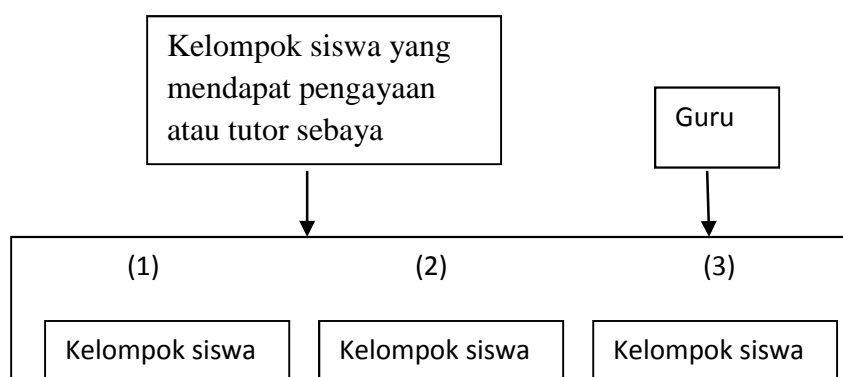 Kelompok siswa yang
mendapat pengayaan
atau tutor sebaya
Guru
(1) (2) (3)
Kelompok siswa Kelompok siswa Kelompok siswa